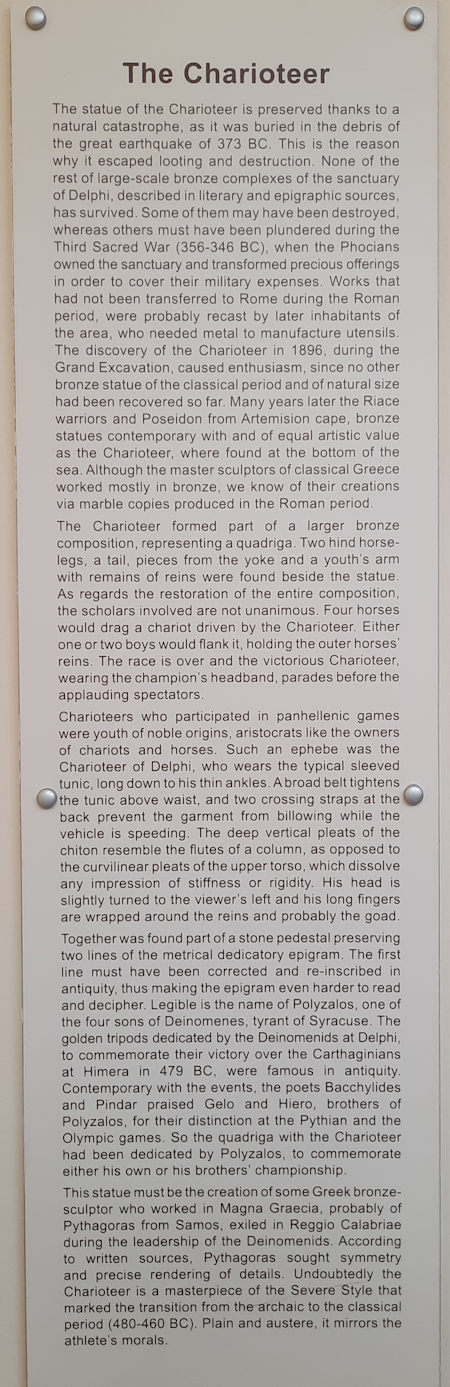 The Charioteer
The statue of the Charioteer is preserved thanks to a
natural catastrophe, as it was buried in the debris of
the great earthquake of 373 BC. This is the reason
why it escaped looting and destruction. None of the
rest of large-scale bronze complexes of the sanctuary
of Delphi, described in literary and epigraphic sources,
has survived. Some of them may have been destroyed,
whereas others must have been plundered during the
Third Sacred War (356-346 BC), when the Phocians
owned the sanctuary and transformed precious offerings
in order to cover their military expenses. Works that
had not been transferred to Rome during the Roman
period, were probably recast by later inhabitants of
the area, who needed metal to manufacture utensils.
The discovery of the Charioteer in 1896, during the
Grand Excavation, caused enthusiasm, since no other
bronze statue of the classical period and of natural size
had been recovered so far. Many years later the Riace
warriors and Poseidon from Artemision cape, bronze
statues contemporary with and of equal artistic value
as the Charioteer, where found at the bottom of the
sea. Although the master sculptors of classical Greece
worked mostly in bronze, we know of their creations
via marble copies produced in the Roman period.
The Charioteer formed part of a larger bronze
composition, representing a quadriga. Two hind horse-
legs, a tail, pieces from the yoke and a youth's arm
with remains of reins were found beside the statue.
As regards the restoration of the entire composition,
the scholars involved are not unanimous. Four horses
would drag a chariot driven by the Charioteer. Either
one or two boys would flank it, holding the outer horses'
reins. The race is over and the victorious Charioteer,
wearing the champion's headband, parades before the
applauding spectators.
Charioteers who participated in panhellenic games
were youth of noble origins, aristocrats like the owners
of chariots and horses. Such an ephebe was the
Charioteer of Delphi, who wears the typical sleeved
tunic, long down to his thin ankles. A broad belt tightens
the tunic above waist, and two crossing straps at the
back prevent the garment from billowing while the
vehicle is speeding. The deep vertical pleats of the
chiton resemble the flutes of a column, as opposed to
the curvilinear pleats of the upper torso, which dissolve
any impression of stiffness or rigidity. His head is
slightly turned to the viewer's left and his long fingers
are wrapped around the reins and probably the goad.
Together was found part of a stone pedestal preserving
two lines of the metrical dedicatory epigram. The first
line must have been corrected and re-inscribed in
antiquity, thus making the epigram even harder to read
and decipher. Legible is the name of Polyzalos, one of
the four sons of Deinomenes, tyrant of Syracuse. The
golden tripods dedicated by the Deinomenids at Delphi,
to commemorate their victory over the Carthaginians
at Himera in 479 BC, were famous in antiquity.
Contemporary with the events, the poets Bacchylides
and Pindar praised Gelo and Hiero, brothers of
Polyzalos, for their distinction at the Pythian and the
Olympic games. So the quadriga with the Charioteer
had been dedicated by Polyzalos, to commemorate
either his own or his brothers' championship.
This statue must be the creation of some Greek bronze-
sculptor who worked in Magna Graecia, probably of
Pythagoras from Samos, exiled in Reggio Calabriae
during the leadership of the Deinomenids. According
to written sources, Pythagoras sought symmetry
and precise rendering of details. Undoubtedly the
Charioteer is a masterpiece of the Severe Style that
marked the transition from the archaic to the classical
period (480-460 BC). Plain and austere, it mirrors the
athlete's morals.